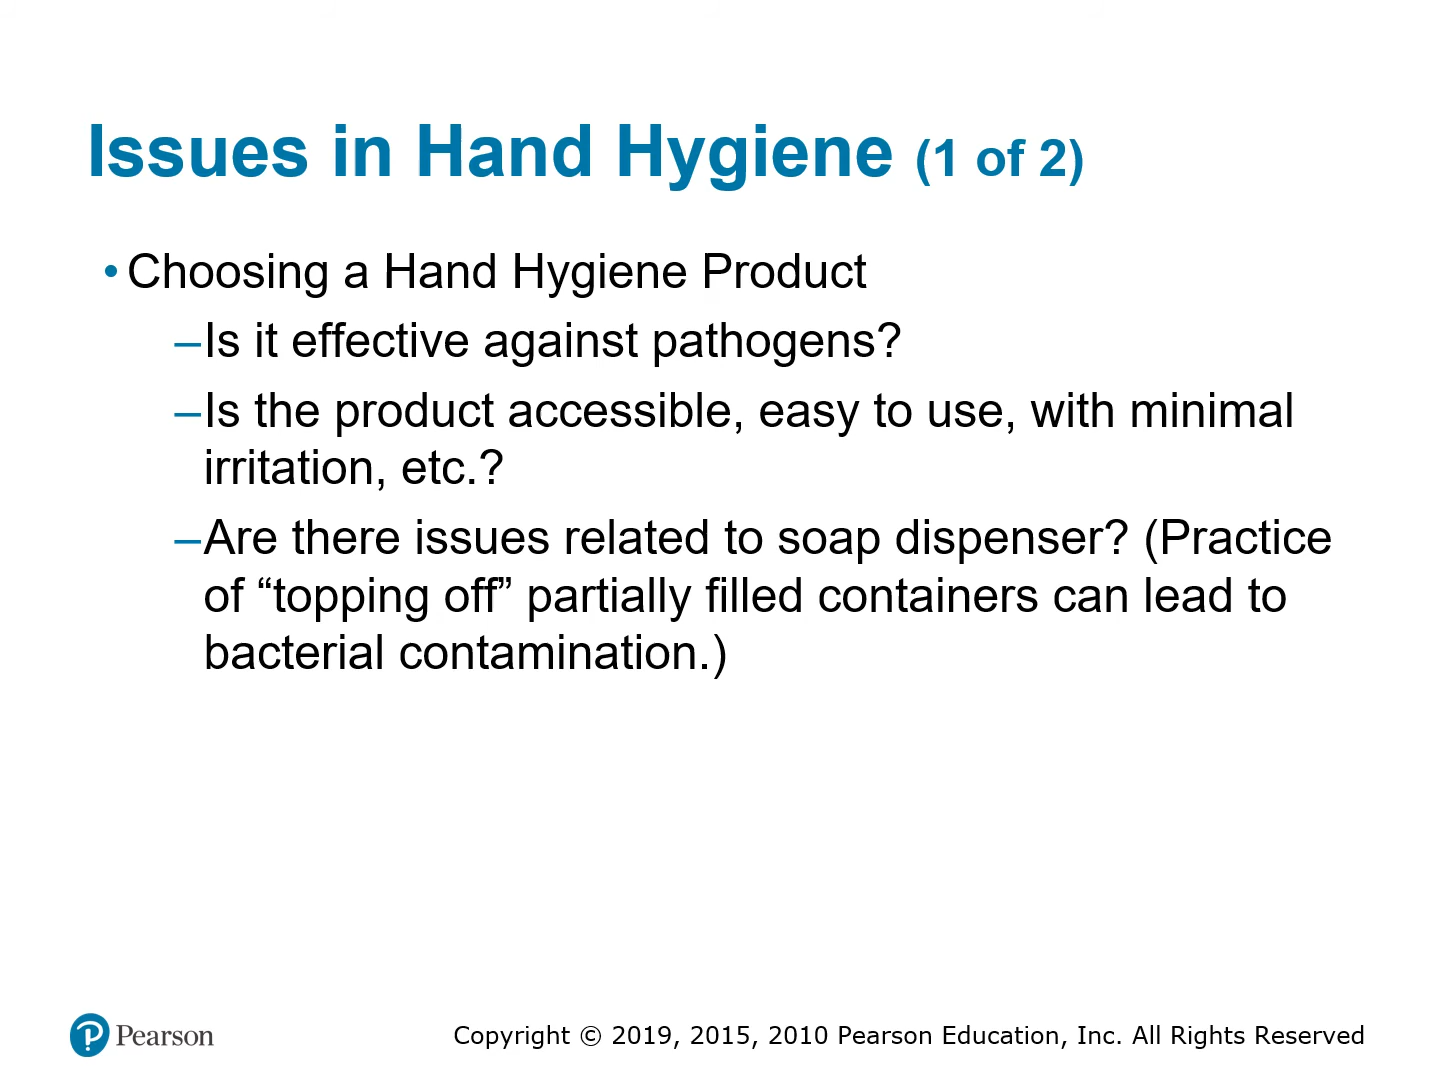 Issues in Hand Hygiene (1 of 2)
• Choosing a Hand Hygiene Product
–Is it effective against pathogens?
–Is the product accessible, easy to use, with minimal
irritation, etc.?
–Are there issues related to soap dispenser? (Practice
of “topping off” partially filled containers can lead to
bacterial contamination.)
Pearson
Copyright © 2019, 2015, 2010 Pearson Education, Inc. All Rights Reserved